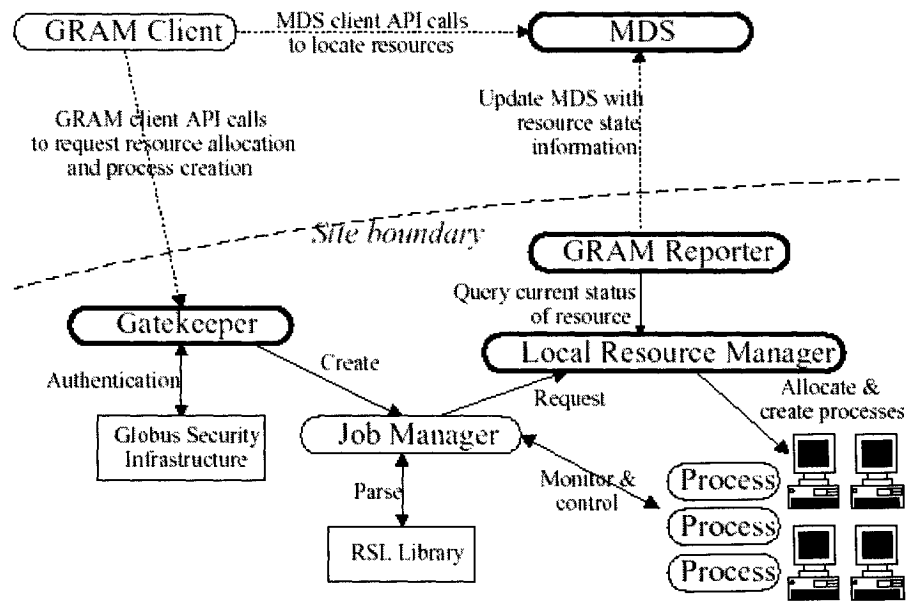 GRAM Client
MDS client API calls
to locate resources
MDS
GRAM client API calls
to request resource allocation
and process creation
Update MDS with
resource state
information
Site boundary
GRAM Reporter
Query current status
of resource
Gatekeeper
Local Resource Manager
Authentication
Create
Request
Allocate &
create processes
Globus Security
Infrastructure
Job Manager
Monitor &
control
Parse
RSL Library
Process
Process
Process